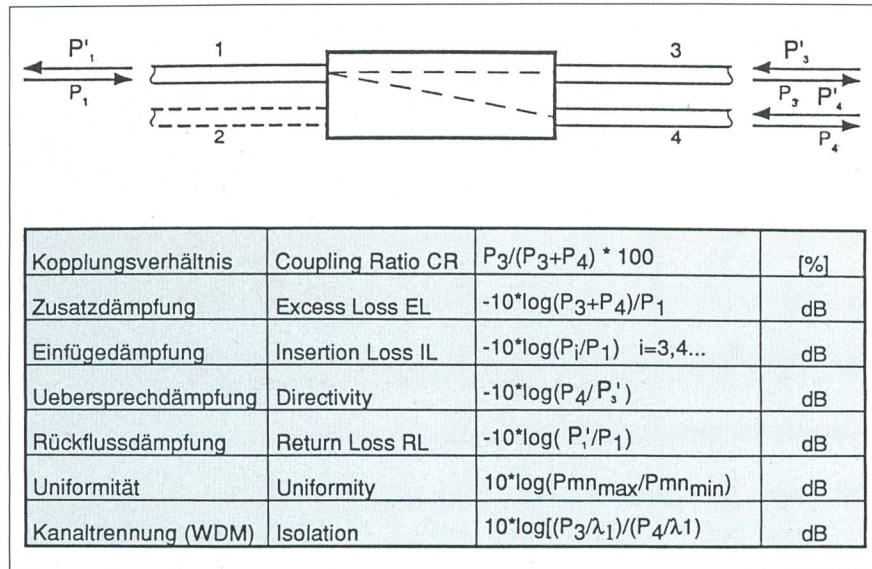 P'₁ 1 3 P'₃
P₁ P₃ P'₄
2 4 P₄
Kopplungsverhältnis Coupling Ratio CR P₃/(P₃+P₄) * 100 [%]
Zusatzdämpfung Excess Loss EL -10*log(P₃+P₄)/P₁ dB
Einfügedämpfung Insertion Loss IL -10*log(Pᵢ/P₁) i=3,4... dB
Uebersprechdämpfung Directivity -10*log(P₄/P₃') dB
Rückflussdämpfung Return Loss RL -10*log( P₁'/P₁) dB
Uniformität Uniformity 10*log(Pmnmax/Pmnmin) dB
Kanaltrennung (WDM) Isolation 10*log[(P₃/λ₁)/(P₄/λ1) dB